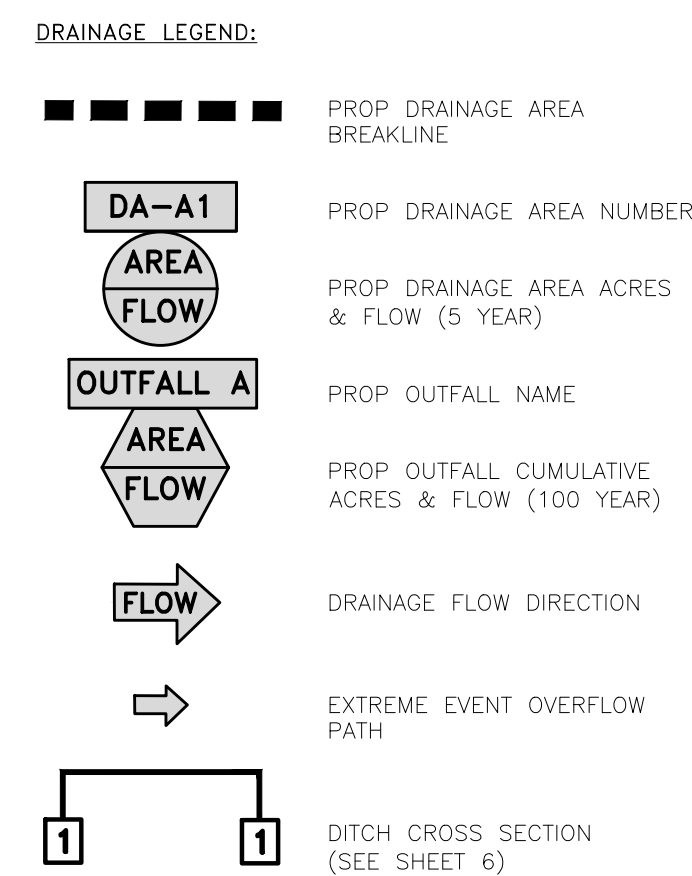 DRAINAGE LEGEND:
PROP DRAINAGE AREA
BREAKLINE
DA-A1
PROP DRAINAGE AREA NUMBER
AREA
FLOW
PROP DRAINAGE AREA ACRES
& FLOW (5 YEAR)
OUTFALL A
PROP OUTFALL NAME
AREA
FLOW
PROP OUTFALL CUMULATIVE
ACRES & FLOW (100 YEAR)
FLOW
DRAINAGE FLOW DIRECTION
EXTREME EVENT OVERFLOW
PATH
1 1
DITCH CROSS SECTION
(SEE SHEET 6)